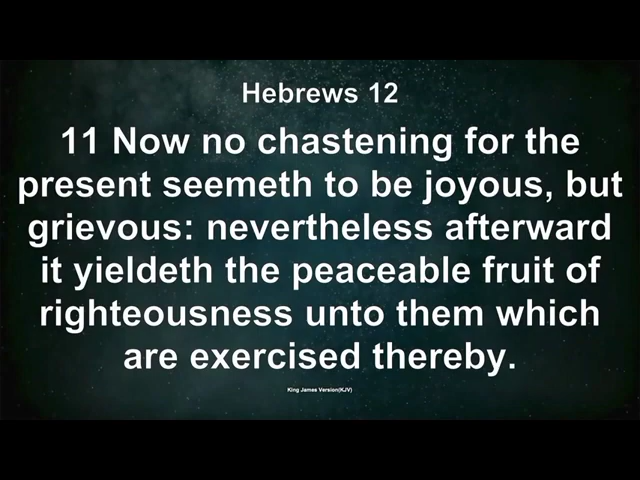 Hebrews 12
11 Now no chastening for the
present seemeth to be joyous, but
grievous: nevertheless afterward
it yieldeth the peaceable fruit of
righteousness unto them which
are exercised thereby.
King James Version(KJV)